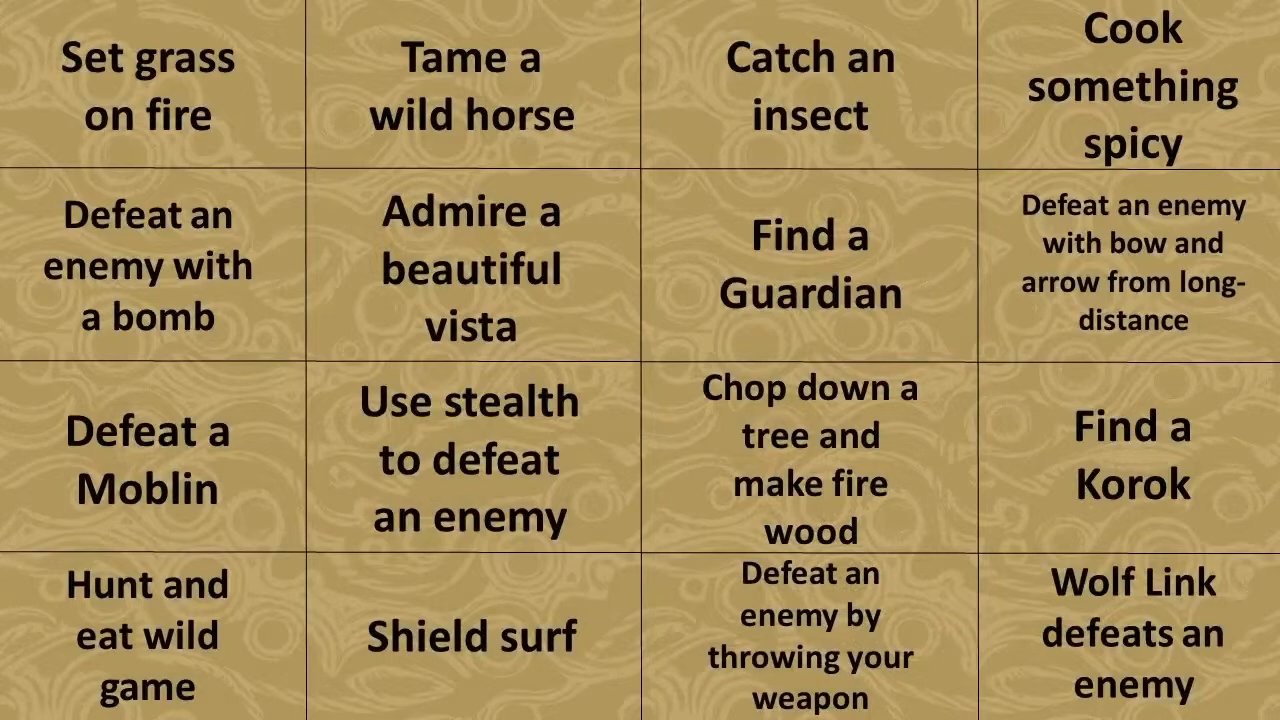 Set grass
on fire
Tame a
wild horse
Catch an
insect
Cook
something
spicy
Defeat an
enemy with
a bomb
Admire a
beautiful
vista
Find a
Guardian
Defeat an enemy
with bow and
arrow from long-
distance
Defeat a
Moblin
Use stealth
to defeat
an enemy
Chop down a
tree and
make fire
wood
Find a
Korok
Hunt and
eat wild
game
Shield surf
Defeat an
enemy by
throwing your
weapon
Wolf Link
defeats an
enemy